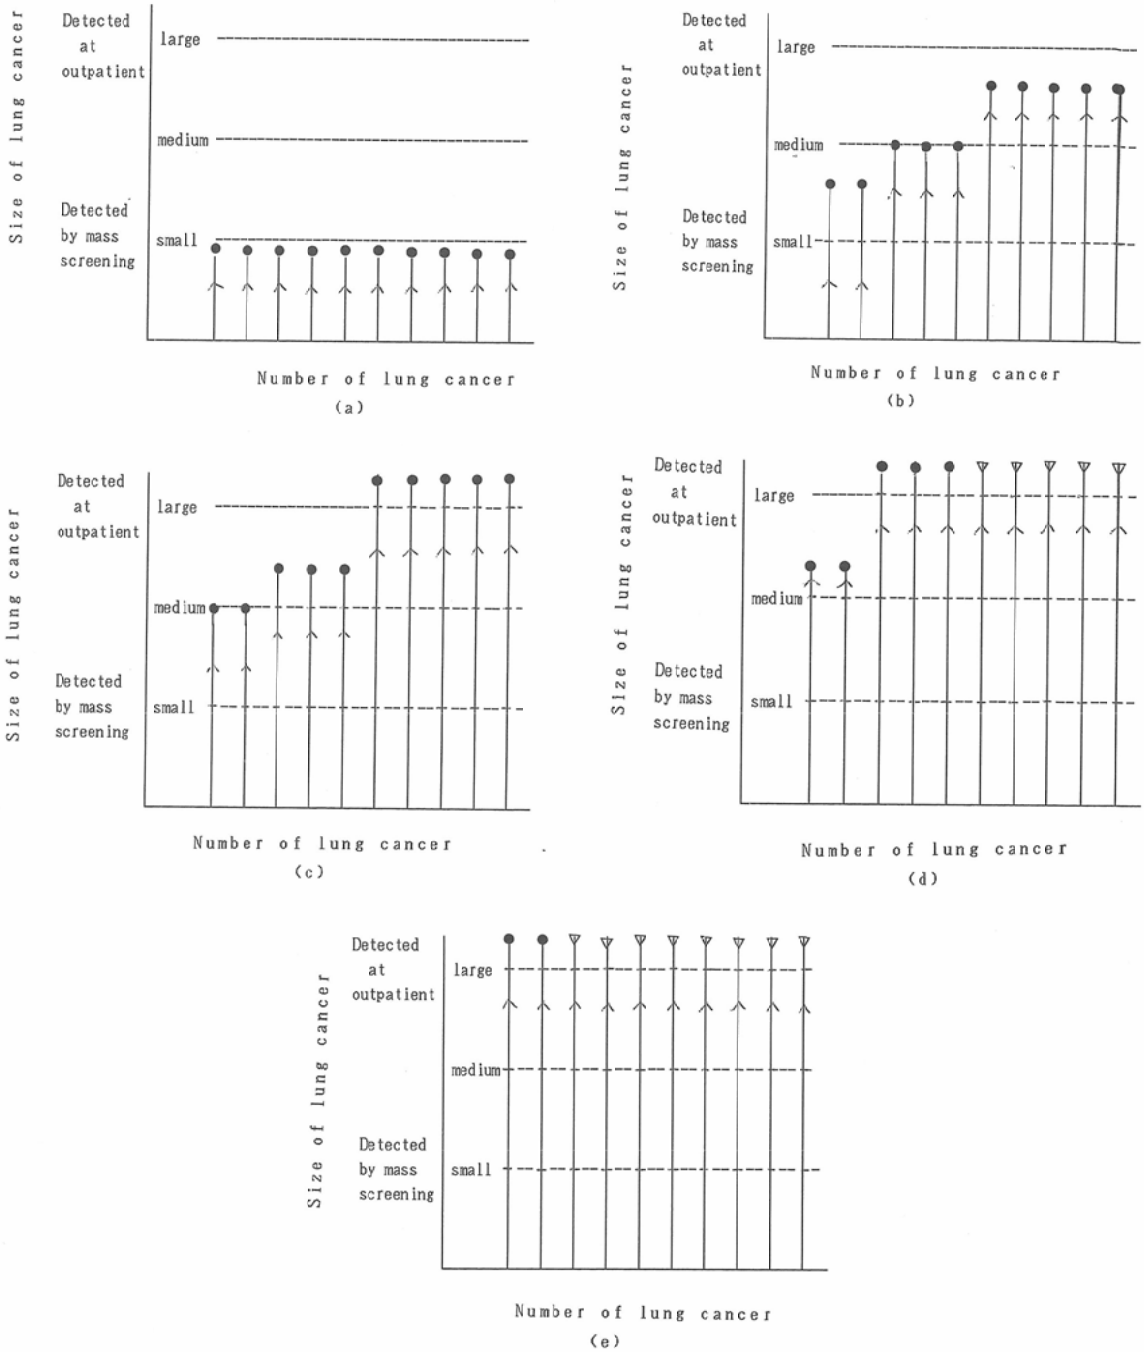 Size of lung cancer
Detected
at
outpatient
large
medium
Detected
by mass
screening
small
Number of lung cancer
(a)
Size of lung cancer
Detected
at
outpatient
large
medium
Detected
by mass
screening
small
Number of lung cancer
(b)
Size of lung cancer
Detected
at
outpatient
large
medium
Detected
by mass
screening
small
Number of lung cancer
(c)
Size of lung cancer
Detected
at
outpatient
large
medium
Detected
by mass
screening
small
Number of lung cancer
(d)
Size of lung cancer
Detected
at
outpatient
large
medium
Detected
by mass
screening
small
Number of lung cancer
(e)